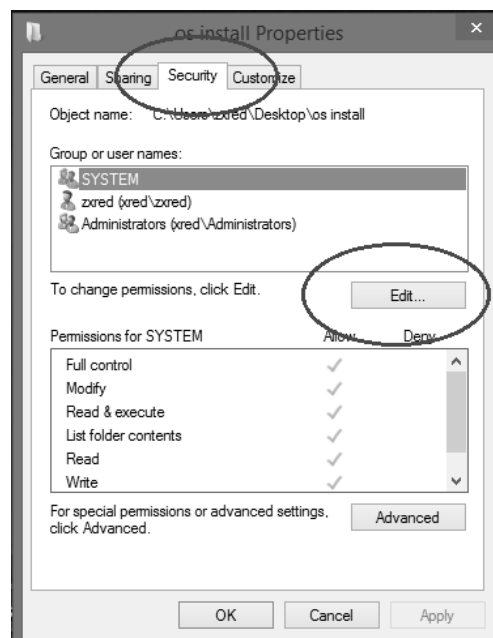 os install Properties
General Sharing Security Customize
Object name: C:\Users\zxred\Desktop\os install
Group or user names:
SYSTEM
zxred (xred\zxred)
Administrators (xred\Administrators)
To change permissions, click Edit.
Edit...
Permissions for SYSTEM Allow Deny
Full control
Modify
Read & execute
List folder contents
Read
Write
For special permissions or advanced settings,
click Advanced.
Advanced
OK Cancel Apply